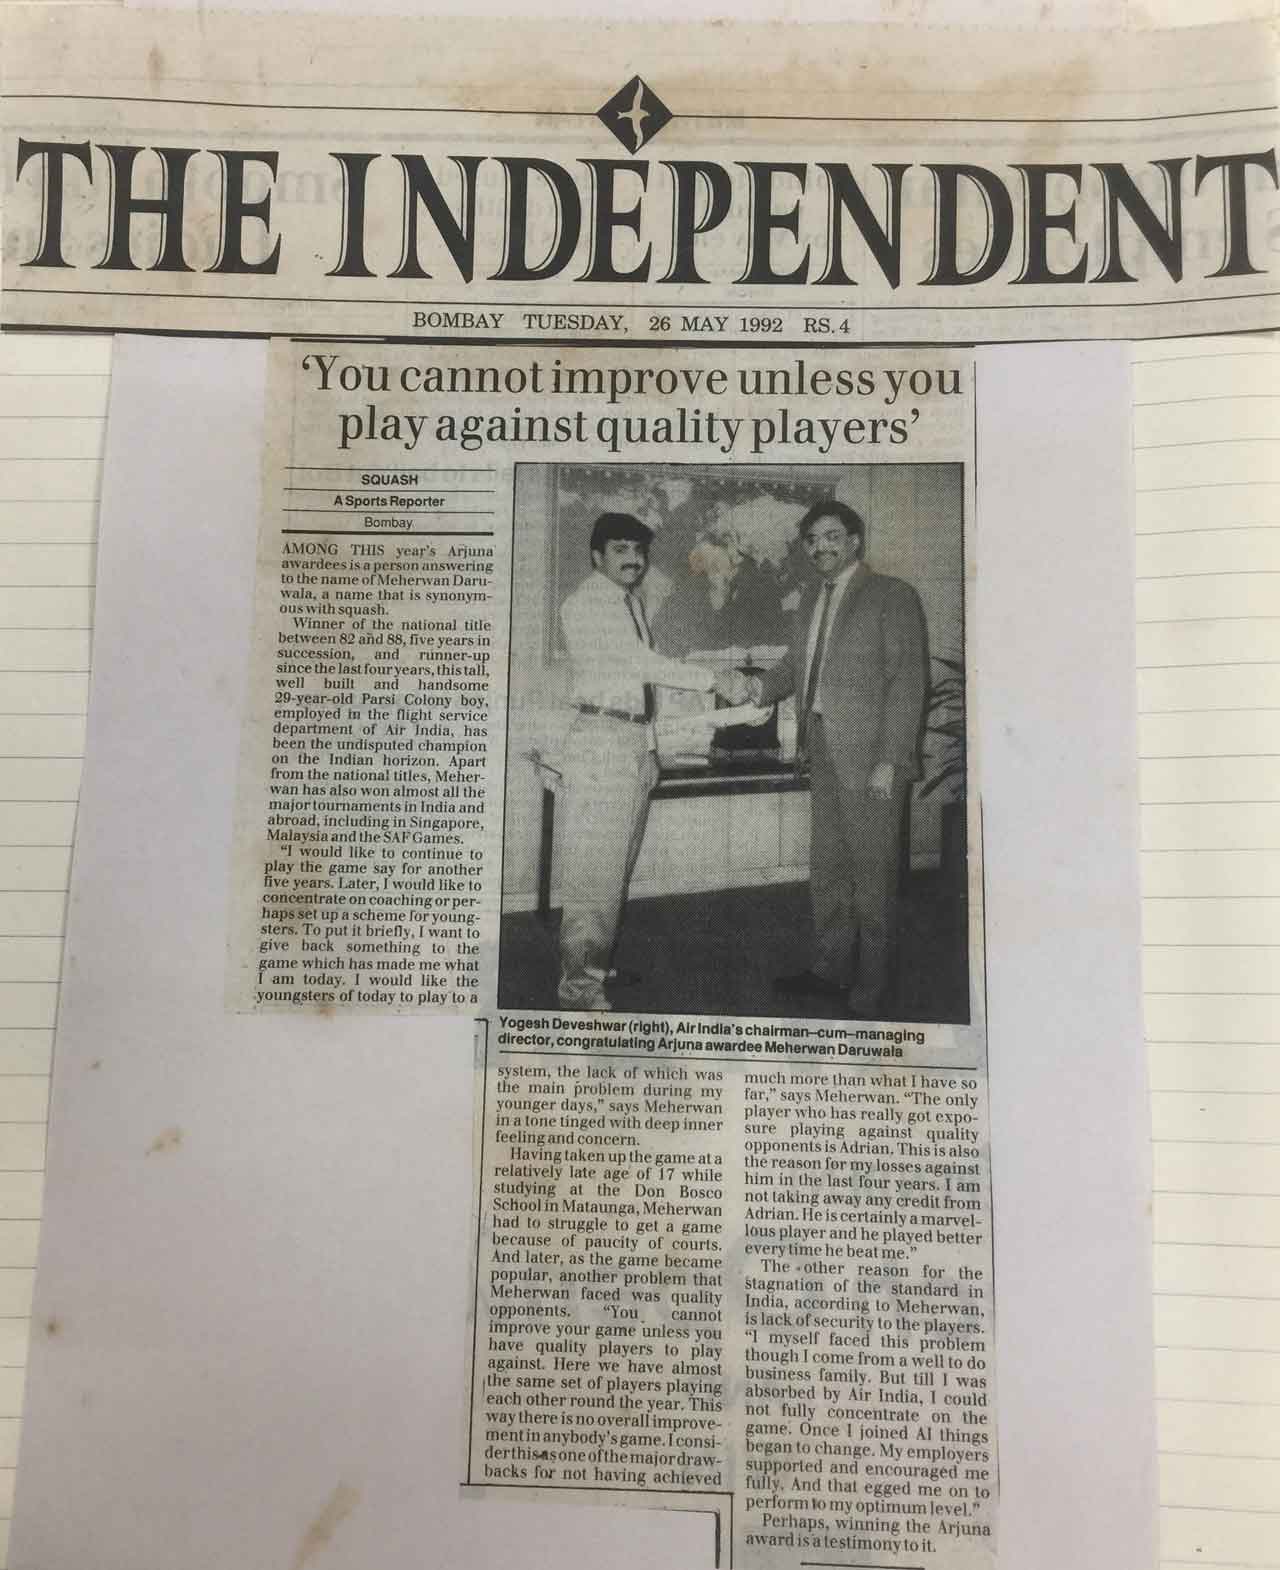 THE INDEPENDENT
BOMBAY TUESDAY, 26 MAY 1992 RS. 4
‘You cannot improve unless you
play against quality players’
SQUASH
A Sports Reporter
Bombay
AMONG THIS year's Arjuna
awardees is a person answering
to the name of Meherwan Daru-
wala, a name that is synonym-
ous with squash.
Winner of the national title
between 82 and 88, five years in
succession, and runner-up
since the last four years, this tall,
well built and handsome
29-year-old Parsi Colony boy,
employed in the flight service
department of Air India, has
been the undisputed champion
on the Indian horizon. Apart
from the national titles, Meher-
wan has also won almost all the
major tournaments in India and
abroad, including in Singapore,
Malaysia and the SAF Games.
"I would like to continue to
play the game say for another
five years. Later, I would like to
concentrate on coaching or per-
haps set up a scheme for young-
sters. To put it briefly, I want to
give back something to the
game which has made me what
I am today. I would like the
youngsters of today to play to a
Yogesh Deveshwar (right), Air India's chairman–cum–managing
director, congratulating Arjuna awardee Meherwan Daruwala
system, the lack of which was
the main problem during my
younger days," says Meherwan
in a tone tinged with deep inner
feeling and concern.
Having taken up the game at a
relatively late age of 17 while
studying at the Don Bosco
School in Mataunga, Meherwan
had to struggle to get a game
because of paucity of courts.
And later, as the game became
popular, another problem that
Meherwan faced was quality
opponents. "You cannot
improve your game unless you
have quality players to play
against. Here we have almost
the same set of players playing
each other round the year. This
way there is no overall improve-
ment in anybody's game. I consi-
der this as one of the major draw-
backs for not having achieved
much more than what I have so
far," says Meherwan. "The only
player who has really got expo-
sure playing against quality
opponents is Adrian. This is also
the reason for my losses against
him in the last four years. I am
not taking away any credit from
Adrian. He is certainly a marvel-
lous player and he played better
every time he beat me."
The other reason for the
stagnation of the standard in
India, according to Meherwan,
is lack of security to the players.
"I myself faced this problem
though I come from a well to do
business family. But till I was
absorbed by Air India, I could
not fully concentrate on the
game. Once I joined AI things
began to change. My employers
supported and encouraged me
fully. And that egged me on to
perform to my optimum level."
Perhaps, winning the Arjuna
award is a testimony to it.